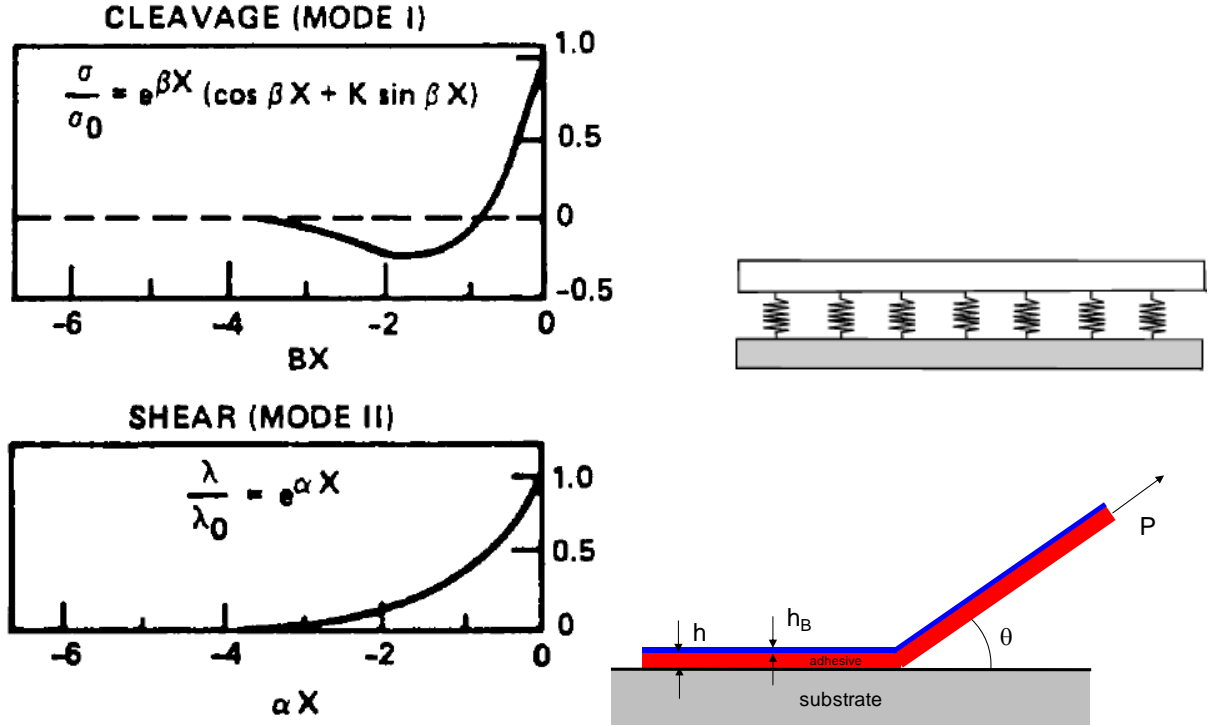 CLEAVAGE (MODE I)
σ/σ0 = e^βX (cos βX + K sin βX)
1.0
0.5
0
-0.5
-6 -4 -2 0
BX
SHEAR (MODE II)
λ/λ0 = e^αX
1.0
0.5
0
-6 -4 -2 0
αX
P
h
hB
θ
adhesive
substrate